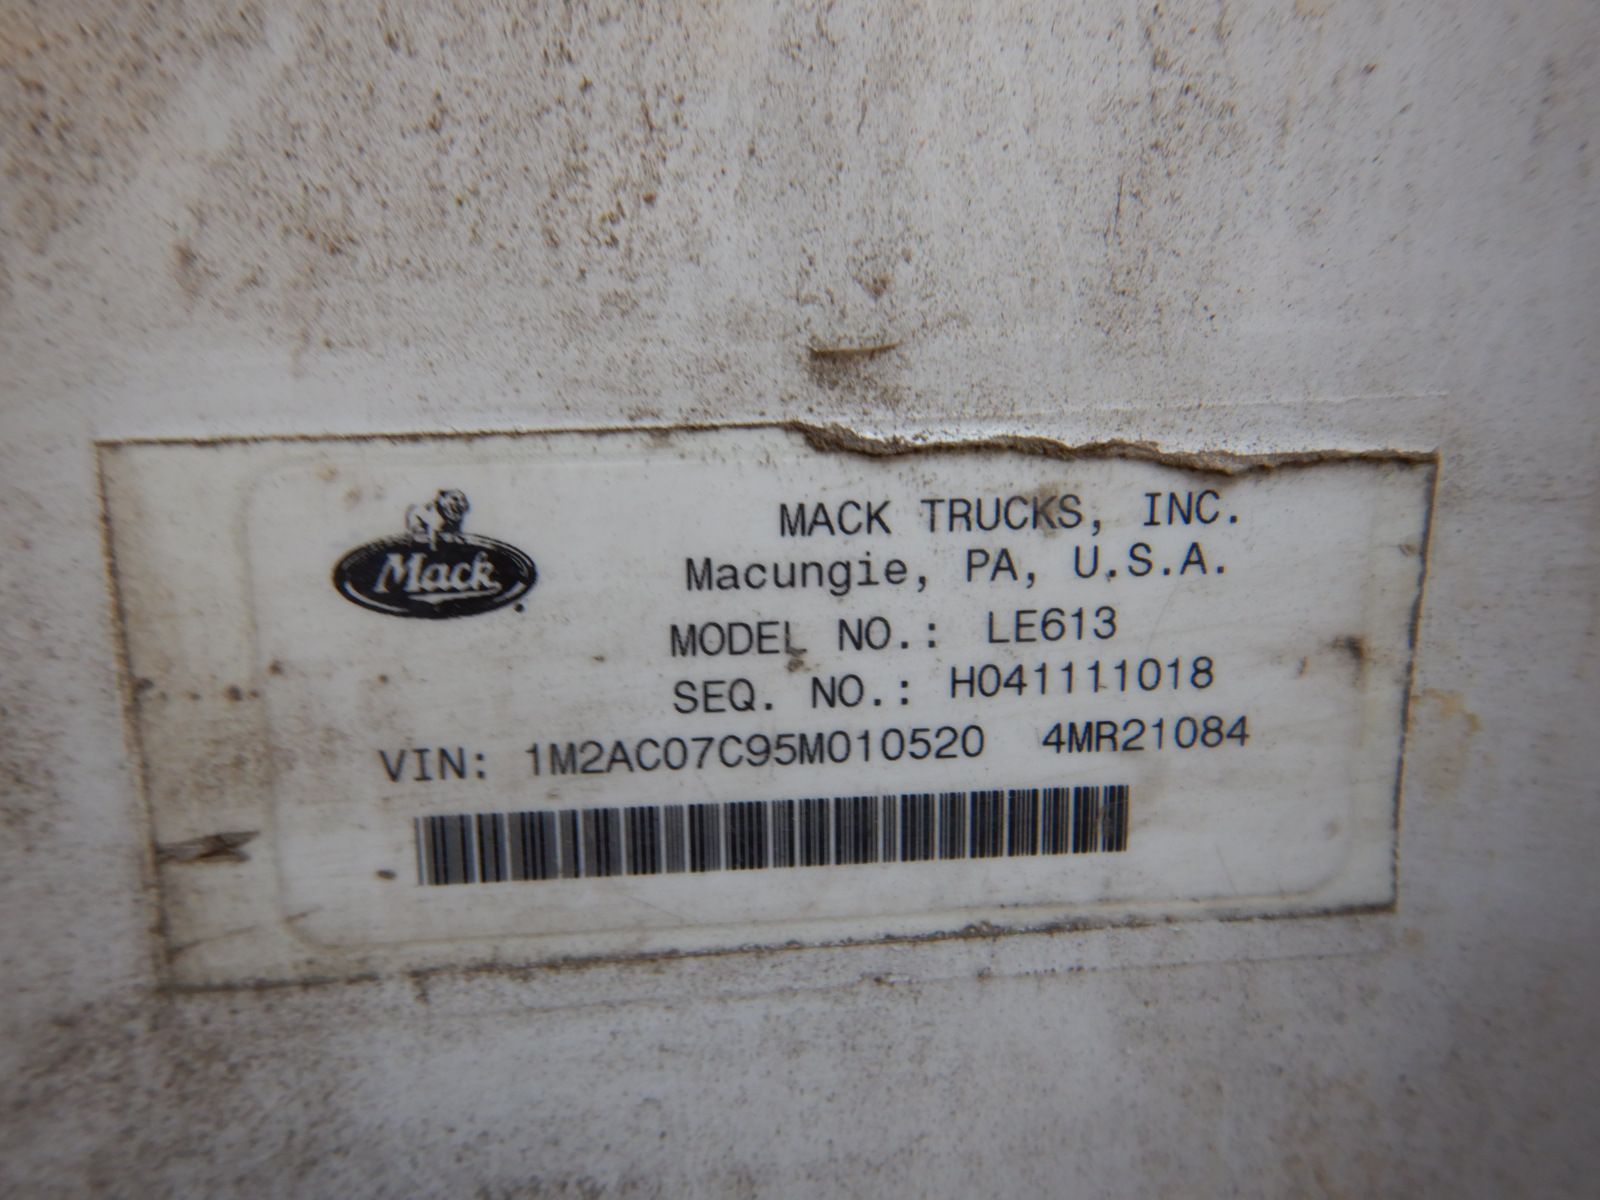 Mack
MACK TRUCKS, INC.
Macungie, PA, U.S.A.
MODEL NO.: LE613
SEQ. NO.: H041111018
VIN: 1M2AC07C95M010520 4MR21084